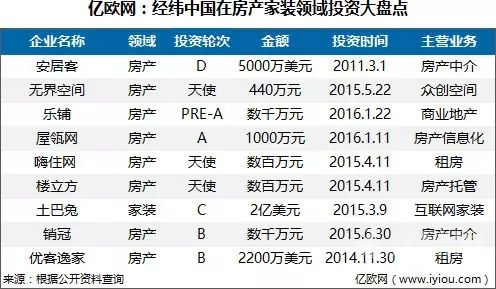 亿欧网：经纬中国在房产家装领域投资大盘点
企业名称 领域 投资轮次 金额 投资时间 主营业务
安居客 房产 D 5000万美元 2011.3.1 房产中介
无界空间 房产 天使 440万元 2015.5.22 众创空间
乐铺 房产 PRE-A 数千万元 2016.1.22 商业地产
屋瓴网 房产 A 1000万元 2016.1.11 房产信息化
嗨住网 房产 天使 数百万元 2015.4.11 租房
楼立方 房产 天使 数百万元 2015.4.11 房产托管
土巴兔 家装 C 2亿美元 2015.3.9 互联网家装
销冠 房产 B 数千万元 2015.6.30 房产中介
优客逸家 房产 B 2200万美元 2014.11.30 租房
来源：根据公开资料查询 亿欧网（www.iyiou.com）